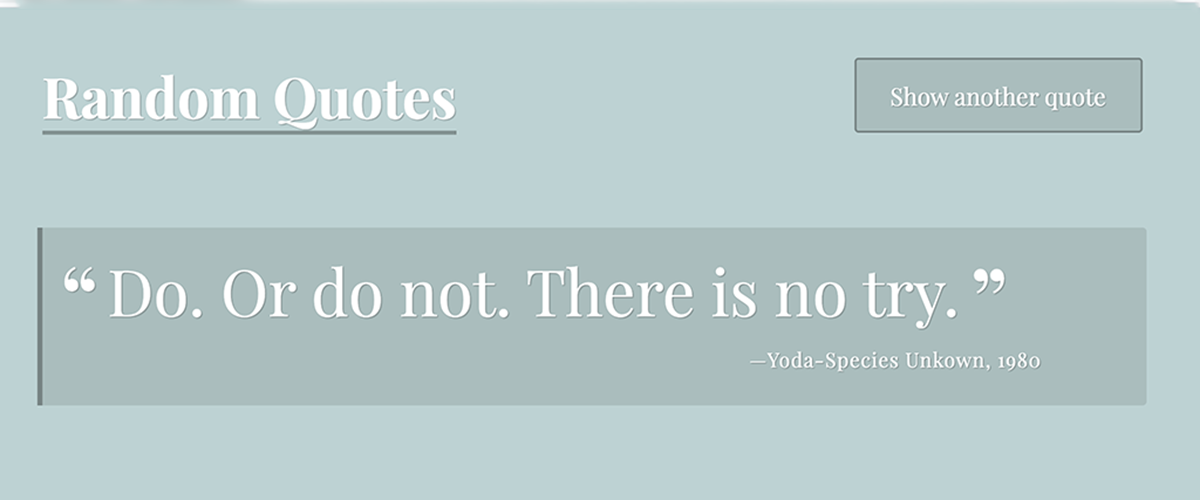 Random Quotes
Show another quote
“ Do. Or do not. There is no try. ”
—Yoda-Species Unkown, 1980